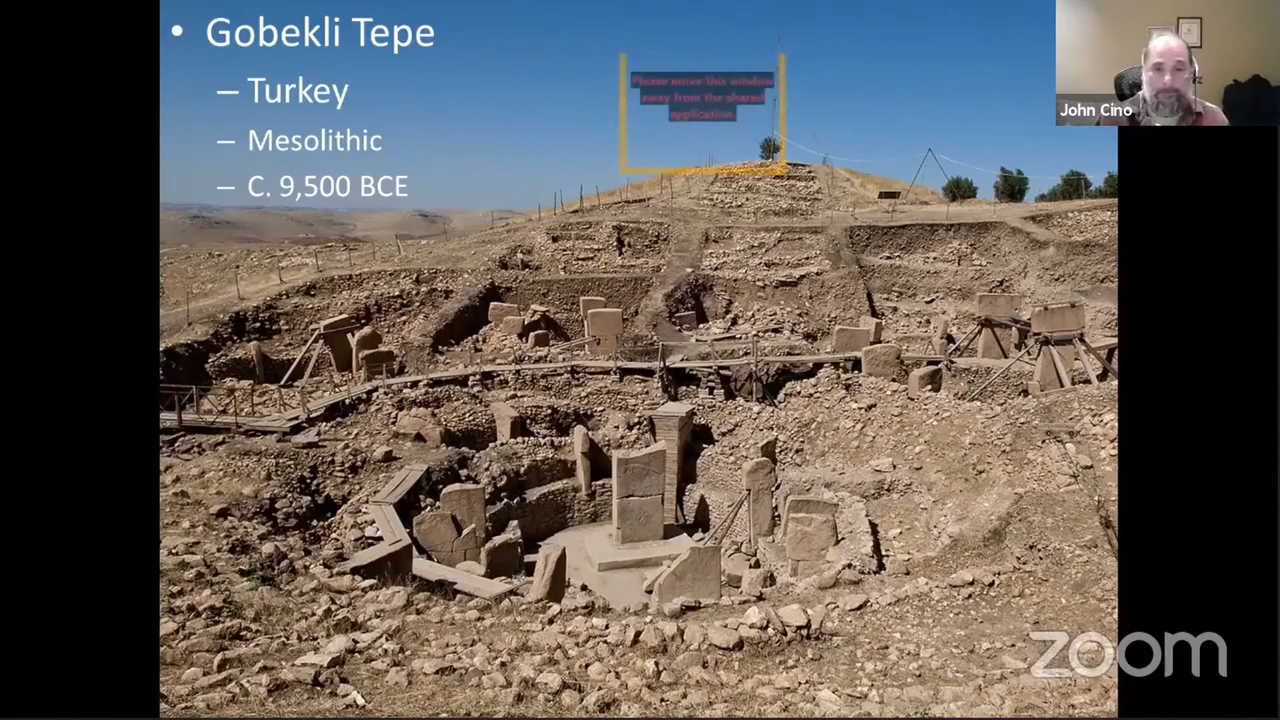 • Gobekli Tepe
– Turkey
– Mesolithic
– C. 9,500 BCE
Please move this window
away from the shared
application.
John Cino
zoom